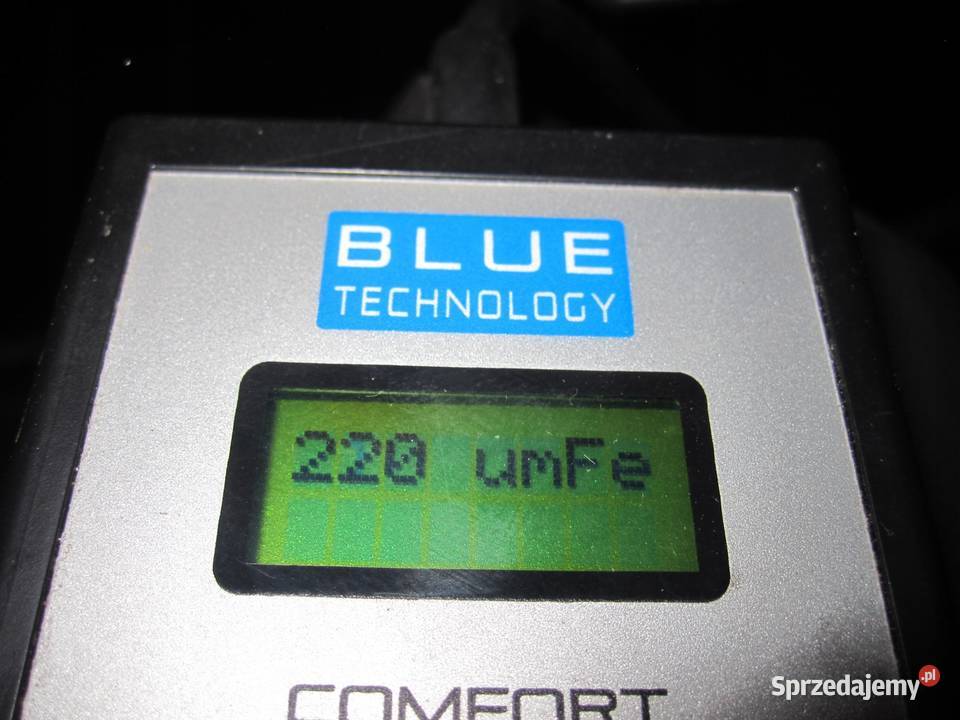 BLUE
TECHNOLOGY
220 umFe
COMFORT
Sprzedajemy.pl